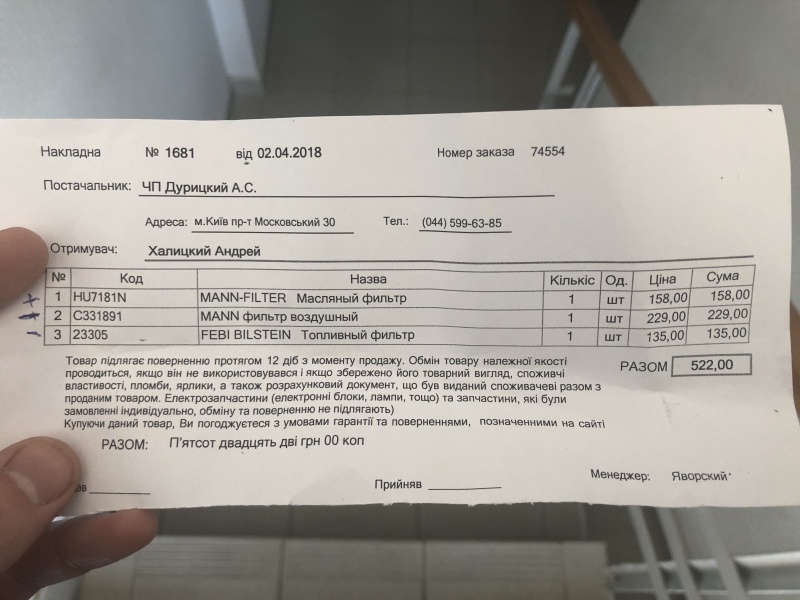 Накладна № 1681 від 02.04.2018 Номер заказа 74554
Постачальник: ЧП Дурицкий А.С.
Адреса: м.Київ пр-т Московський 30 Тел.: (044) 599-63-85
Отримувач: Халицкий Андрей
№ Код Назва Кількіс Од. Ціна Сума
1 HU7181N MANN-FILTER Масляный фильтр 1 шт 158,00 158,00
2 C331891 MANN фильтр воздушный 1 шт 229,00 229,00
3 23305 FEBI BILSTEIN Топливный фильтр 1 шт 135,00 135,00
РАЗОМ 522,00
Товар підлягає поверненню протягом 12 діб з моменту продажу. Обмін товару належної якості
проводиться, якщо він не використовувався і якщо збережено його товарний вигляд, споживчі
властивості, пломби, ярлики, а також розрахунковий документ, що був виданий споживачеві разом з
проданим товаром. Електрозапчастини (електронні блоки, лампи, тощо) та запчастини, які були
замовленні індивідуально, обміну та поверненню не підлягають)
Купуючи даний товар, Ви погоджуетеся з умовами гарантії та поверненнями, позначенними на сайті
РАЗОМ: П'ятсот двадцять дві грн 00 коп
Прийняв Менеджер: Яворский